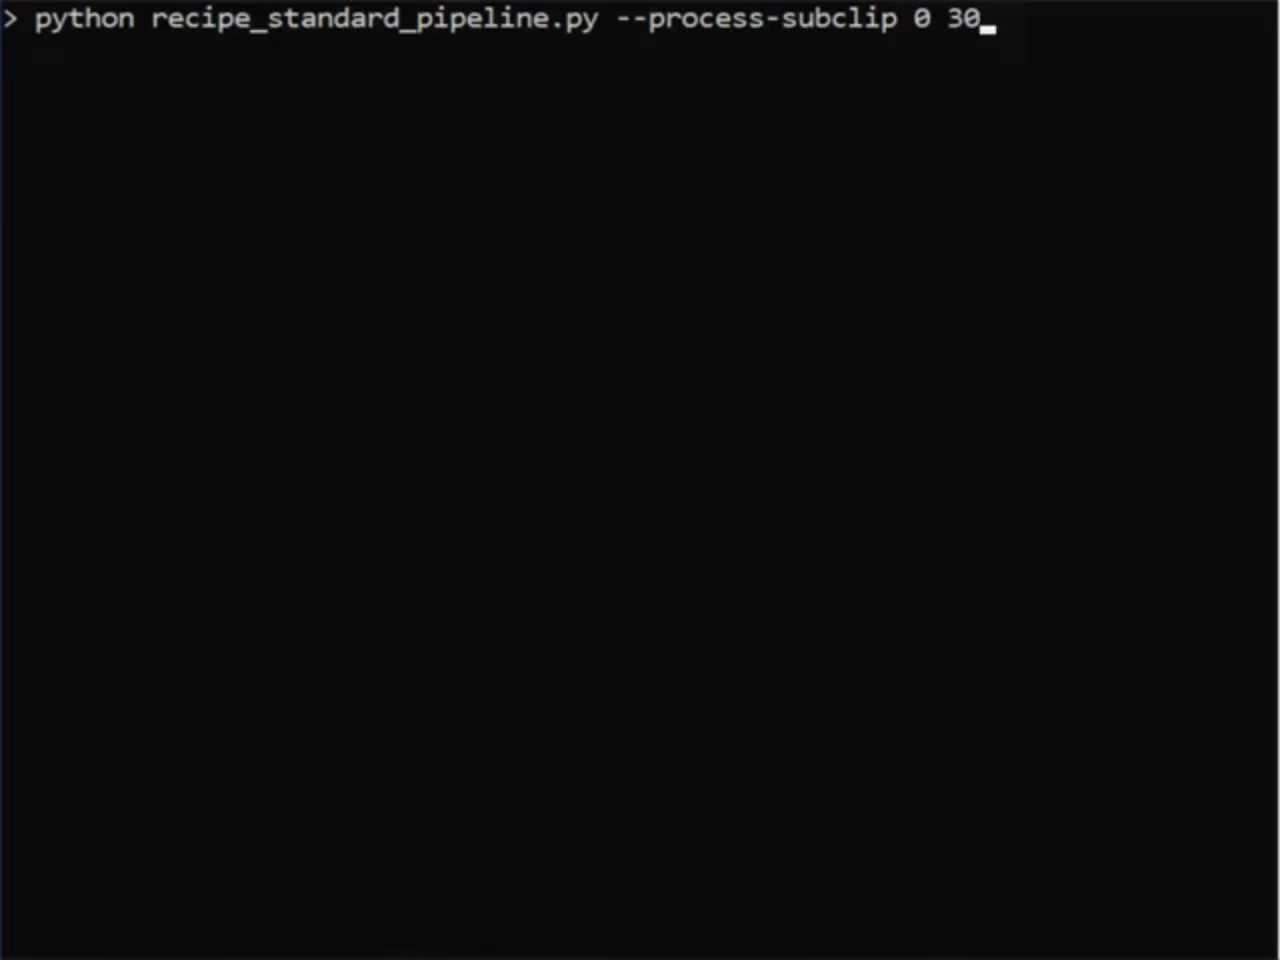 > python recipe_standard_pipeline.py --process-subclip 0 30